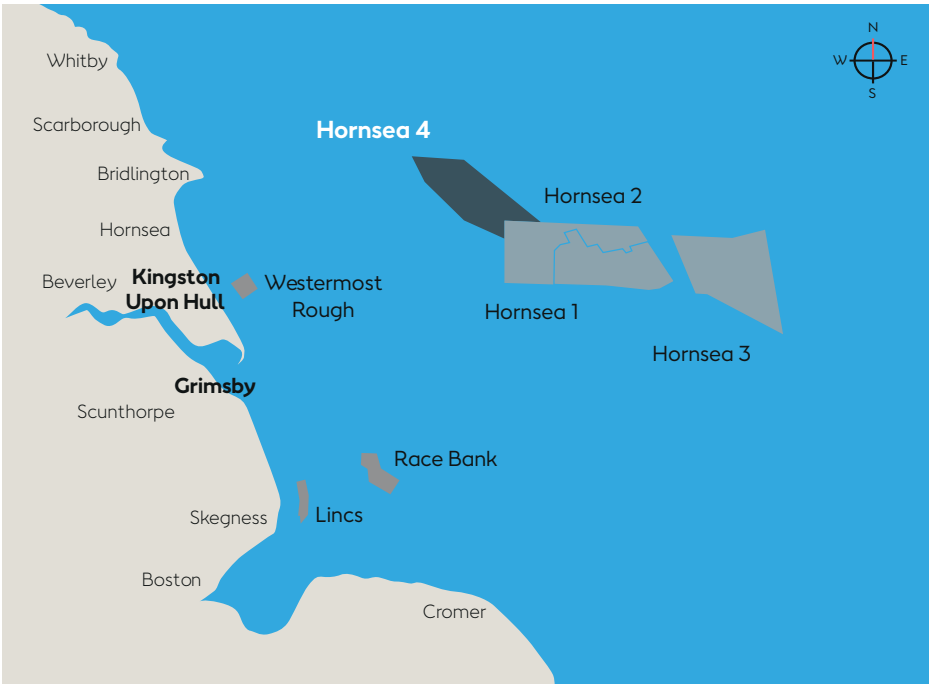 N
Whitby
W
E
S
Scarborough
Hornsea 4
Bridlington
Hornsea 2
Hornsea
Beverley
Kingston
Upon Hull
Westermost
Rough
Hornsea 1
Hornsea 3
Grimsby
Scunthorpe
Race Bank
Skegness
Lincs
Boston
Cromer